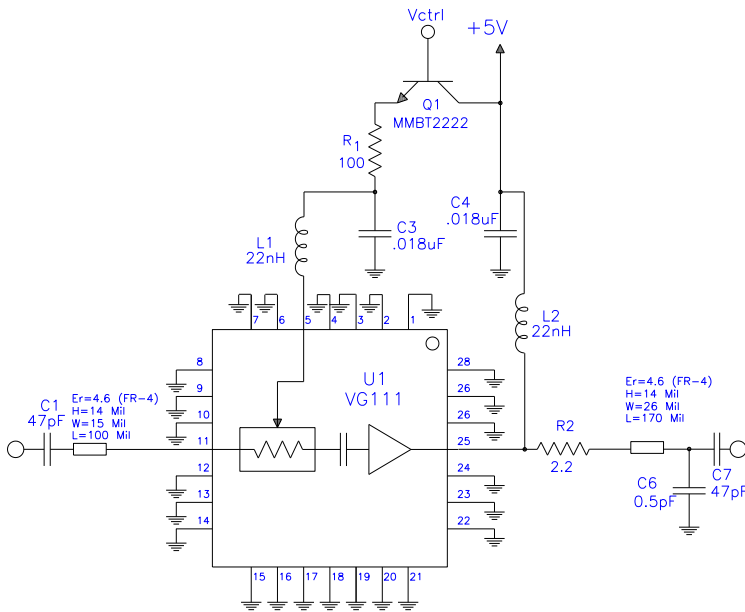 Vctrl
+5V
Q1
MMBT2222
R1
100
C3
.018uF
C4
.018uF
L1
22nH
L2
22nH
7
6
5
4
3
2
1
U1
VG111
8
9
10
11
12
13
14
28
26
26
25
24
23
22
15
16
17
18
19
20
21
C1
47pF
Er=4.6 (FR-4)
H=14 Mil
W=15 Mil
L=100 Mil
R2
2.2
Er=4.6 (FR-4)
H=14 Mil
W=26 Mil
L=170 Mil
C6
0.5pF
C7
47pF